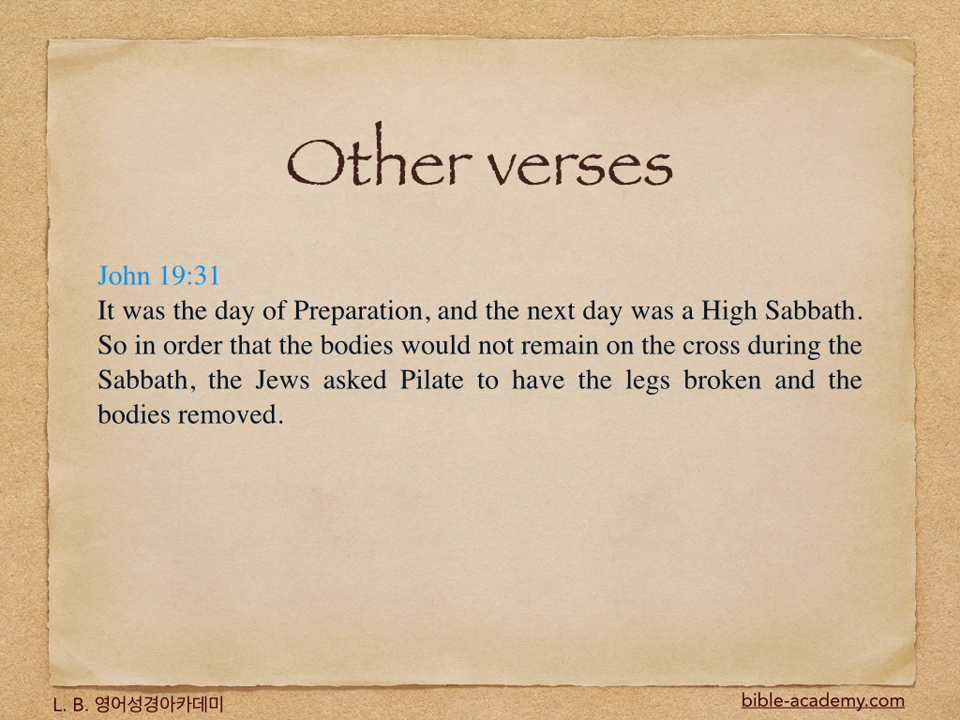 Other verses
John 19:31
It was the day of Preparation, and the next day was a High Sabbath.
So in order that the bodies would not remain on the cross during the
Sabbath, the Jews asked Pilate to have the legs broken and the
bodies removed.
L. B. 영어성경아카데미
bible-academy.com